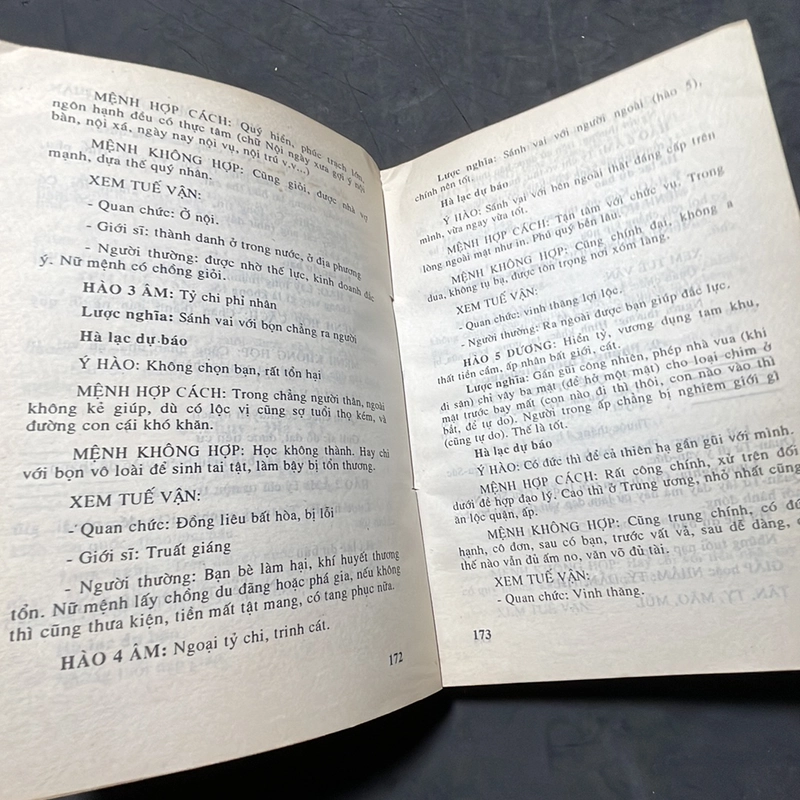 MỆNH HỢP CÁCH: Quý hiển, phúc trạch lớn,
ngôn hạnh đều có thực tâm (chữ Nội ngày xưa gợi ý nội
bàn, nội xá, ngày nay nội vụ, nội trú v.v...)
MỆNH KHÔNG HỢP: Cũng giỏi, được nhà vợ
mạnh, dựa thế quý nhân.
XEM TUẾ VẬN:
- Quan chức: Ở nội.
- Giới sĩ: thành danh ở trong nước, ở địa phương
- Người thường: được nhờ thế lực, kinh doanh đắc
ý. Nữ mệnh có chồng giỏi.
HÀO 3 ÂM: Tỷ chi phỉ nhân
Lược nghĩa: Sánh vai với bọn chẳng ra người
Hà lạc dự báo
Ý HÀO: Không chọn bạn, rất tổn hại
MỆNH HỢP CÁCH: Trong chẳng người thân, ngoài
không kẻ giúp, dù có lộc vị cũng sợ tuổi thọ kém, và
đường con cái khó khăn.
MỆNH KHÔNG HỢP: Học không thành. Hay chi
với bọn vô loài để sinh tai tật, làm bậy bị tổn thương.
XEM TUẾ VẬN:
- Quan chức: Đồng liêu bất hòa, bị lỗi
- Giới sĩ: Truất giáng
- Người thường: Bạn bè làm hại, khí huyết thương
tổn. Nữ mệnh lấy chồng du đãng hoặc phá gia, nếu không
thì cũng thưa kiện, tiền mất tật mang, có tang phục nữa.
HÀO 4 ÂM: Ngoại tỷ chi, trinh cát.
172
Lược nghĩa: Sánh vai với người ngoài (hào 5),
chính nên tốt.
Hà lạc dự báo
Ý HÀO: Sánh vai với bên ngoài thật đáng cấp trên
mình, vừa ngay vừa tốt.
MỆNH HỢP CÁCH: Tận tâm với chức vụ. Trong
lòng ngoài mặt như in. Phú quý bền lâu.
MỆNH KHÔNG HỢP: Cũng chính đại, không a
dua, không tụ bạ, được tôn trọng nơi xóm làng.
XEM TUẾ VẬN:
- Quan chức: vinh thăng lợi lộc.
- Người thường: Ra ngoài được bạn giúp đắc lực.
HÀO 5 DƯƠNG: Hiển tỷ, vương dụng tam khu,
thất tiền cầm, ấp nhân bất giới, cát.
Lược nghĩa: Gần gũi công nhiên, phép nhà vua (khi
đi săn) chỉ vây ba mặt (để hở một mặt) cho loại chim ở
mặt trước bay mất (con nào đi thì thôi, con nào vào thì
bắt, để tự do). Người trong ấp chẳng bị nghiêm giới gì
(cũng tự do). Thế là tốt.
Hà lạc dự báo
Ý HÀO: Có đức thì để cả thiên hạ gần gũi với mình.
MỆNH HỢP CÁCH: Rất công chính, xử trên đối
dưới để hợp đạo lý. Cao thì ở Trung ương, nhỏ nhất cũng
ăn lộc quận, ấp.
MỆNH KHÔNG HỢP: Cũng trung chính, có đức
hạnh, cô đơn, sau có bạn, trước vất vả, sau dễ dàng,
thế nào vẫn đủ ấm no, văn võ đủ tài.
XEM TUẾ VẬN:
- Quan chức: Vinh thăng.
173